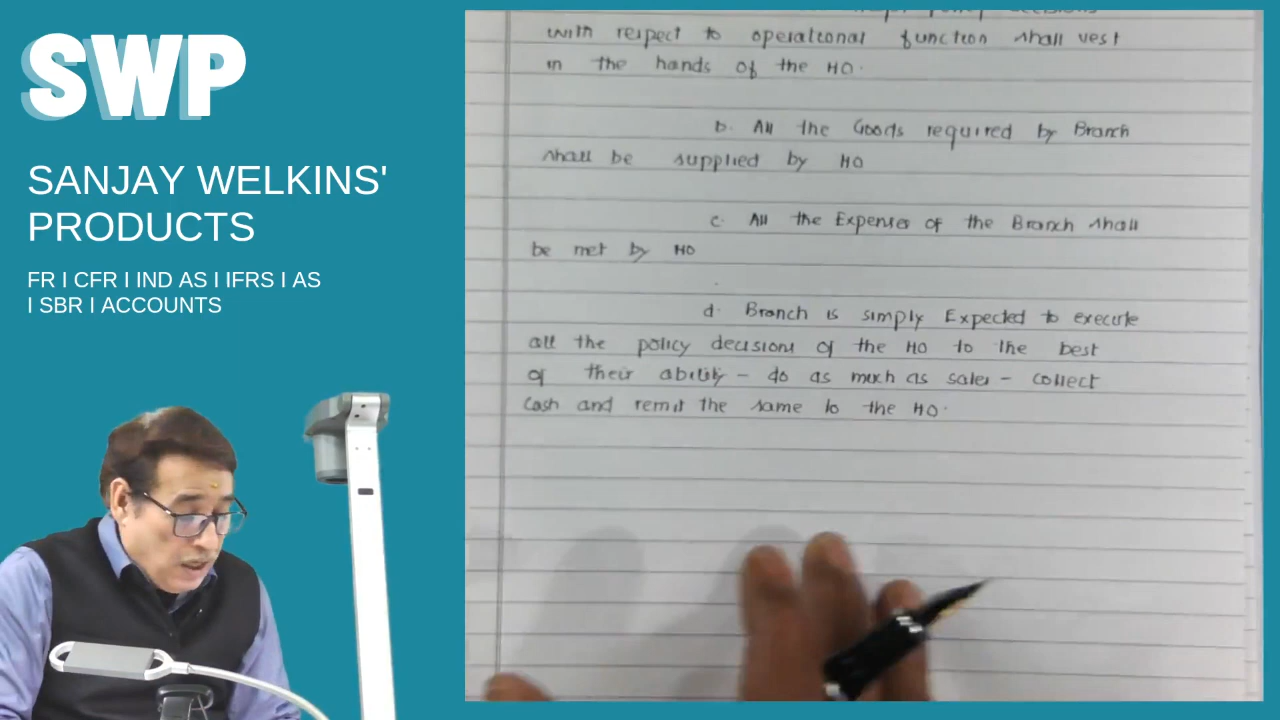 SWP
SANJAY WELKINS'
PRODUCTS
FR I CFR I IND AS I IFRS I AS
I SBR I ACCOUNTS
with respect to operational function shall vest
in the hands of the HO.
b. All the Goods required by Branch
shall be supplied by HO
c. All the Expenses of the Branch shall
be met by HO
d. Branch is simply Expected to execute
all the policy decisions of the HO to the best
of their ability - do as much as sales - collect
cash and remit the same to the HO.